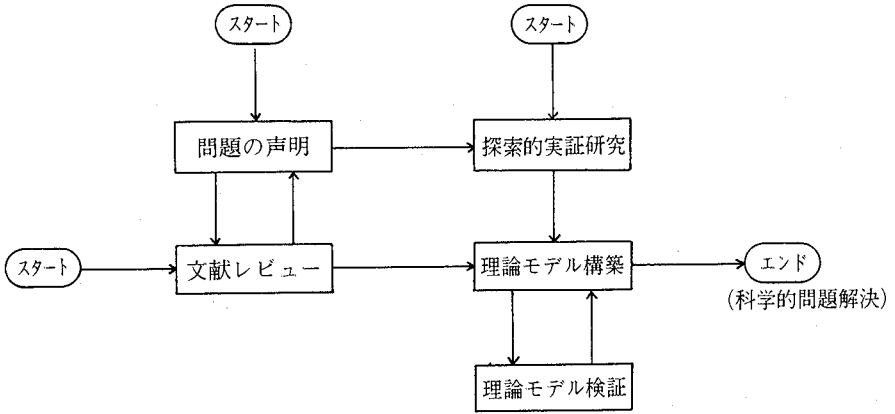 スタート
スタート
問題の声明
探索的実証研究
スタート
文献レビュー
理論モデル構築
エンド
(科学的問題解決)
理論モデル検証